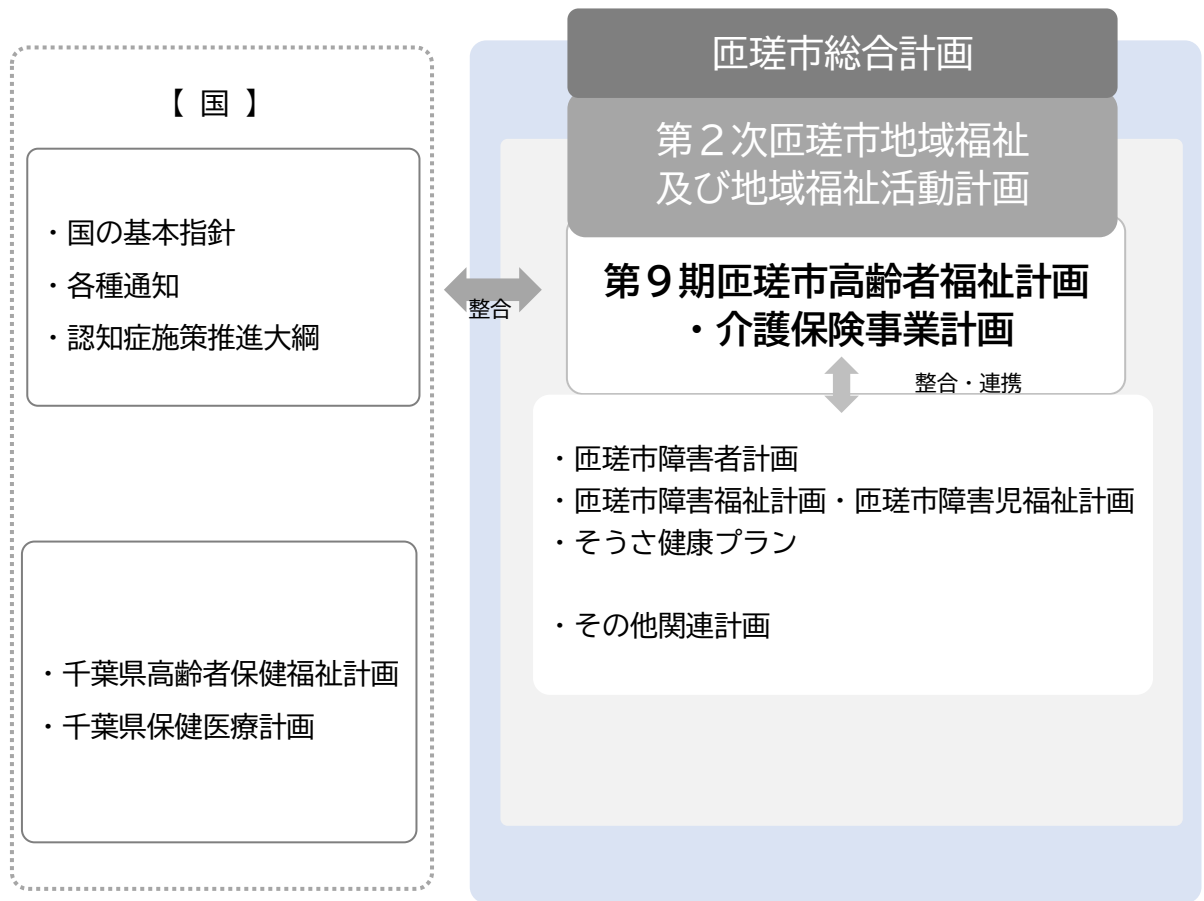 【 国 】
・国の基本指針
・各種通知
・認知症施策推進大綱
・千葉県高齢者保健福祉計画
・千葉県保健医療計画
整合
匝瑳市総合計画
第２次匝瑳市地域福祉
及び地域福祉活動計画
第９期匝瑳市高齢者福祉計画
・介護保険事業計画
整合・連携
・匝瑳市障害者計画
・匝瑳市障害福祉計画・匝瑳市障害児福祉計画
・そうさ健康プラン
・その他関連計画